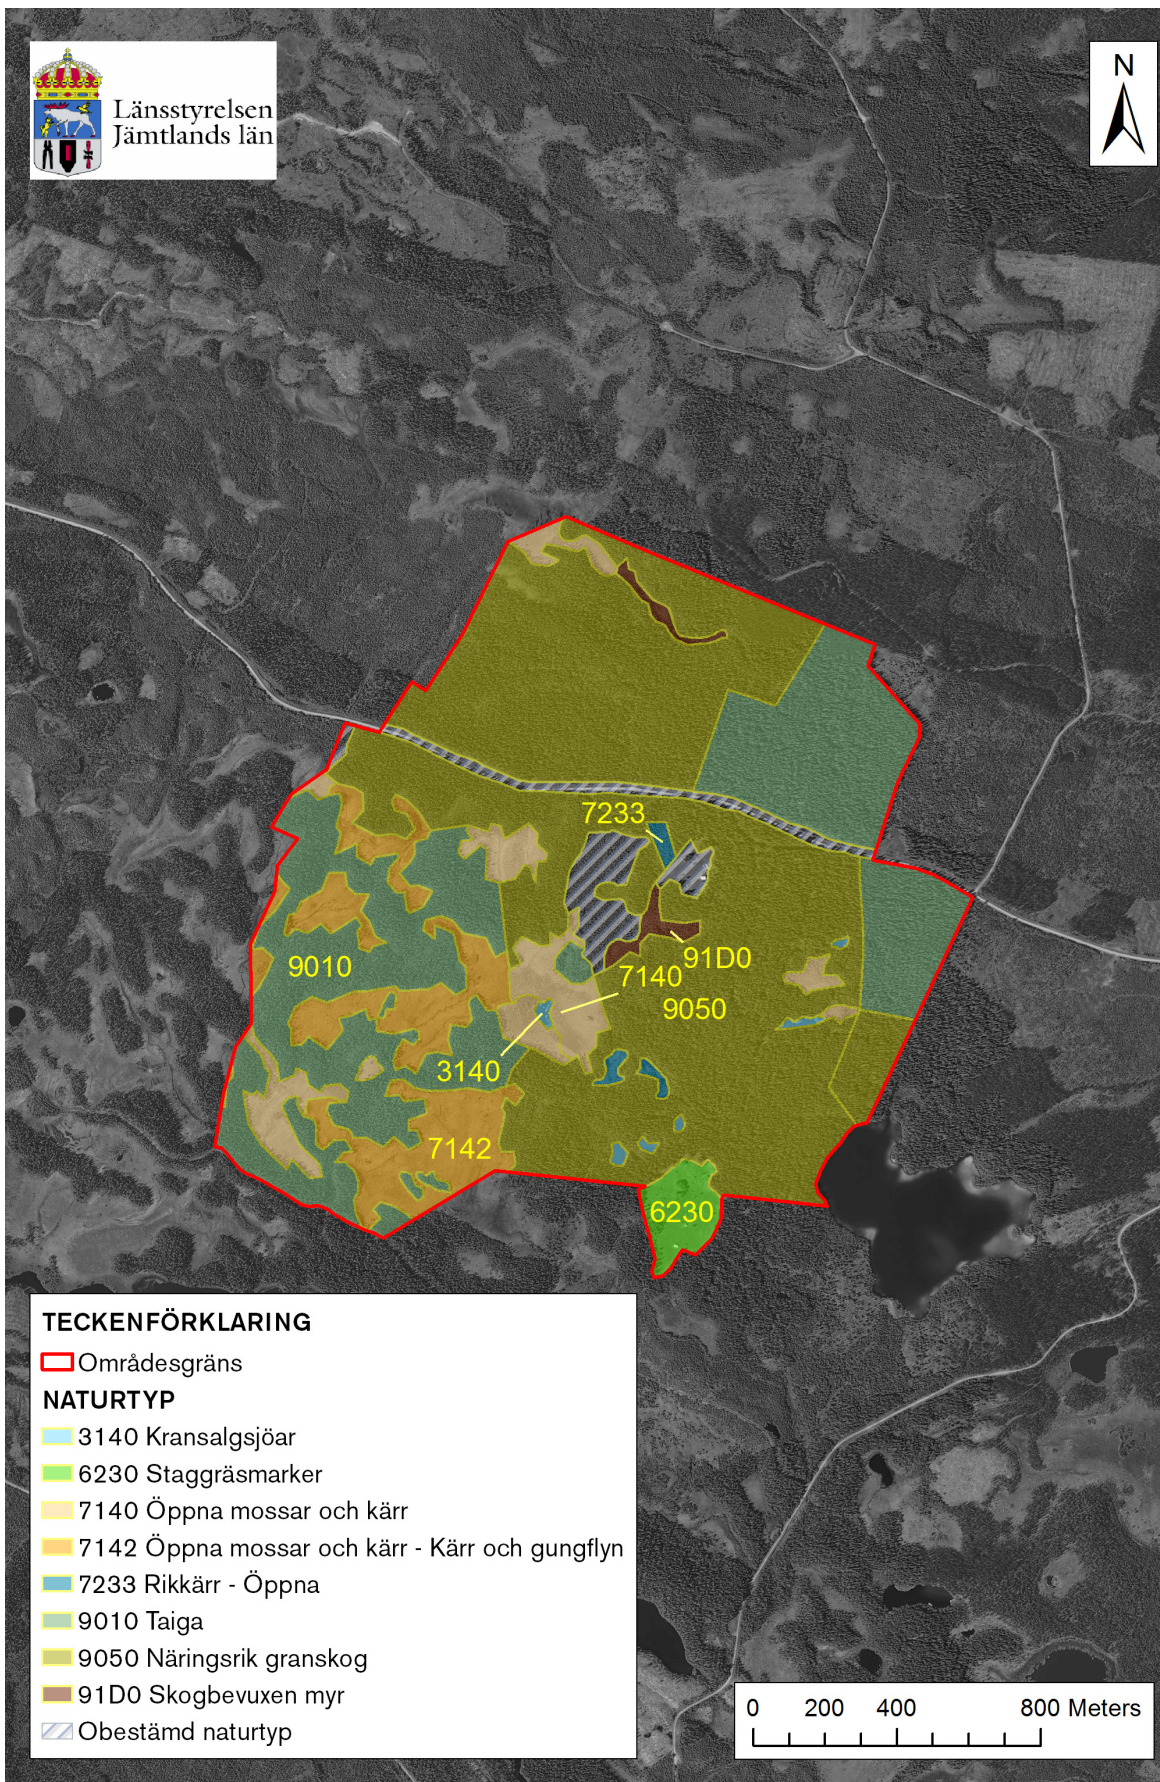 Länsstyrelsen
Jämtlands län
N
7233
9010
91D0
7140
9050
3140
7142
6230
TECKENFÖRKLARING
Områdesgräns
NATURTYP
3140 Kransalgsjöar
6230 Staggräsmarker
7140 Öppna mossar och kärr
7142 Öppna mossar och kärr - Kärr och gungflyn
7233 Rikkärr - Öppna
9010 Taiga
9050 Näringsrik granskog
91D0 Skogbevuxen myr
Obestämd naturtyp
0 200 400 800 Meters